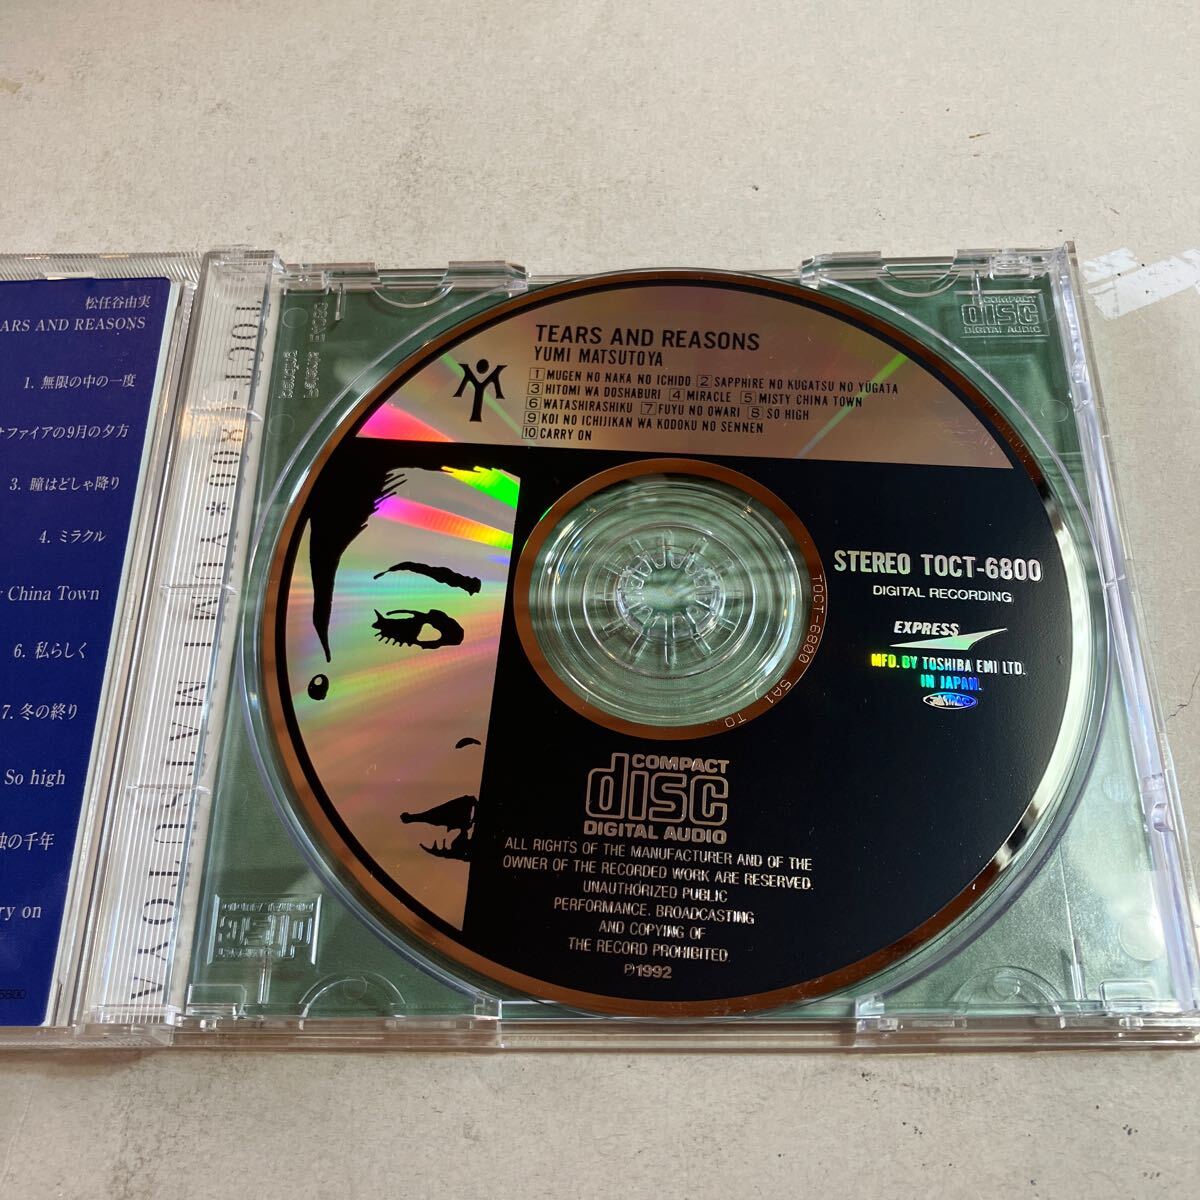 松任谷由実
ARS AND REASONS
1. 無限の中の一度
ファイアの9月の夕方
3. 瞳はどしゃ降り
4. ミラクル
China Town
6. 私らしく
7. 冬の終り
So high
の千年
ry on
TEARS AND REASONS
YUMI MATSUTOYA
1 MUGEN NO NAKA NO ICHIDO 2 SAPPHIRE NO KUGATSU NO YŪGATA
3 HITOMI WA DOSHABURI 4 MIRACLE 5 MISTY CHINA TOWN
6 WATASHIRASHIKU 7 FUYU NO OWARI 8 SO HIGH
9 KOI NO ICHIJIKAN WA KODOKU NO SENNEN
10 CARRY ON
STEREO TOCT-6800
DIGITAL RECORDING
EXPRESS
MFD. BY TOSHIBA EMI LTD.
IN JAPAN.
TOCT-6800 5A1 TO
COMPACT
disc
DIGITAL AUDIO
ALL RIGHTS OF THE MANUFACTURER AND OF THE
OWNER OF THE RECORDED WORK ARE RESERVED.
UNAUTHORIZED PUBLIC
PERFORMANCE. BROADCASTING
AND COPYING OF
THE RECORD PROHIBITED.
Ⓟ1992
COMPACT
disc
DIGITAL AUDIO